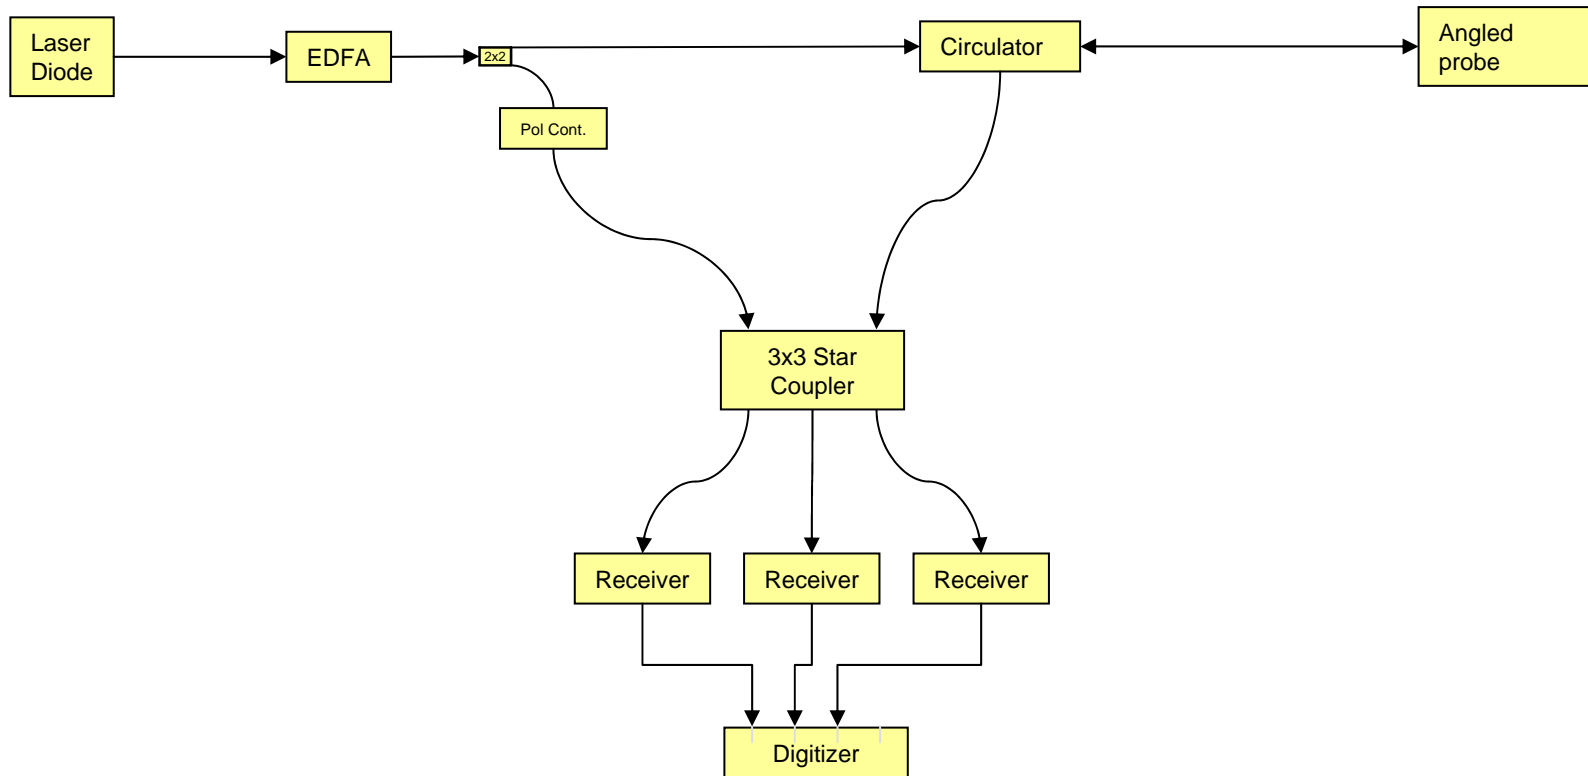 Laser
Diode
EDFA
2x2
Circulator
Angled
probe
Pol Cont.
3x3 Star
Coupler
Receiver
Receiver
Receiver
Digitizer